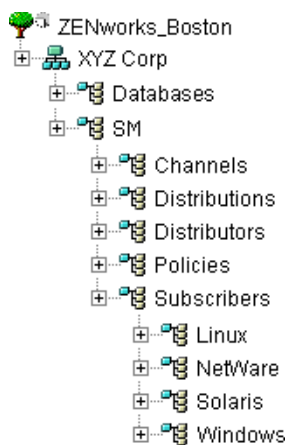 ZENworks_Boston
XYZ Corp
Databases
SM
Channels
Distributions
Distributors
Policies
Subscribers
Linux
NetWare
Solaris
Windows